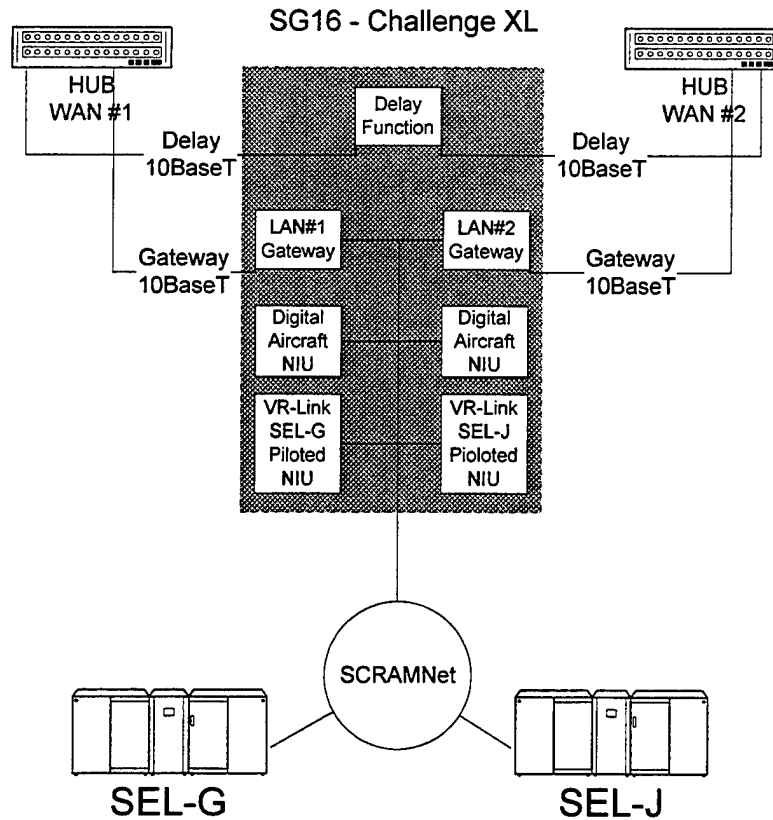 SG16 - Challenge XL
HUB
WAN #1
HUB
WAN #2
Delay
Function
Delay
10BaseT
Delay
10BaseT
LAN#1
Gateway
LAN#2
Gateway
Gateway
10BaseT
Gateway
10BaseT
Digital
Aircraft
NIU
Digital
Aircraft
NIU
VR-Link
SEL-G
Piloted
NIU
VR-Link
SEL-J
Pioloted
NIU
SCRAMNet
SEL-G
SEL-J